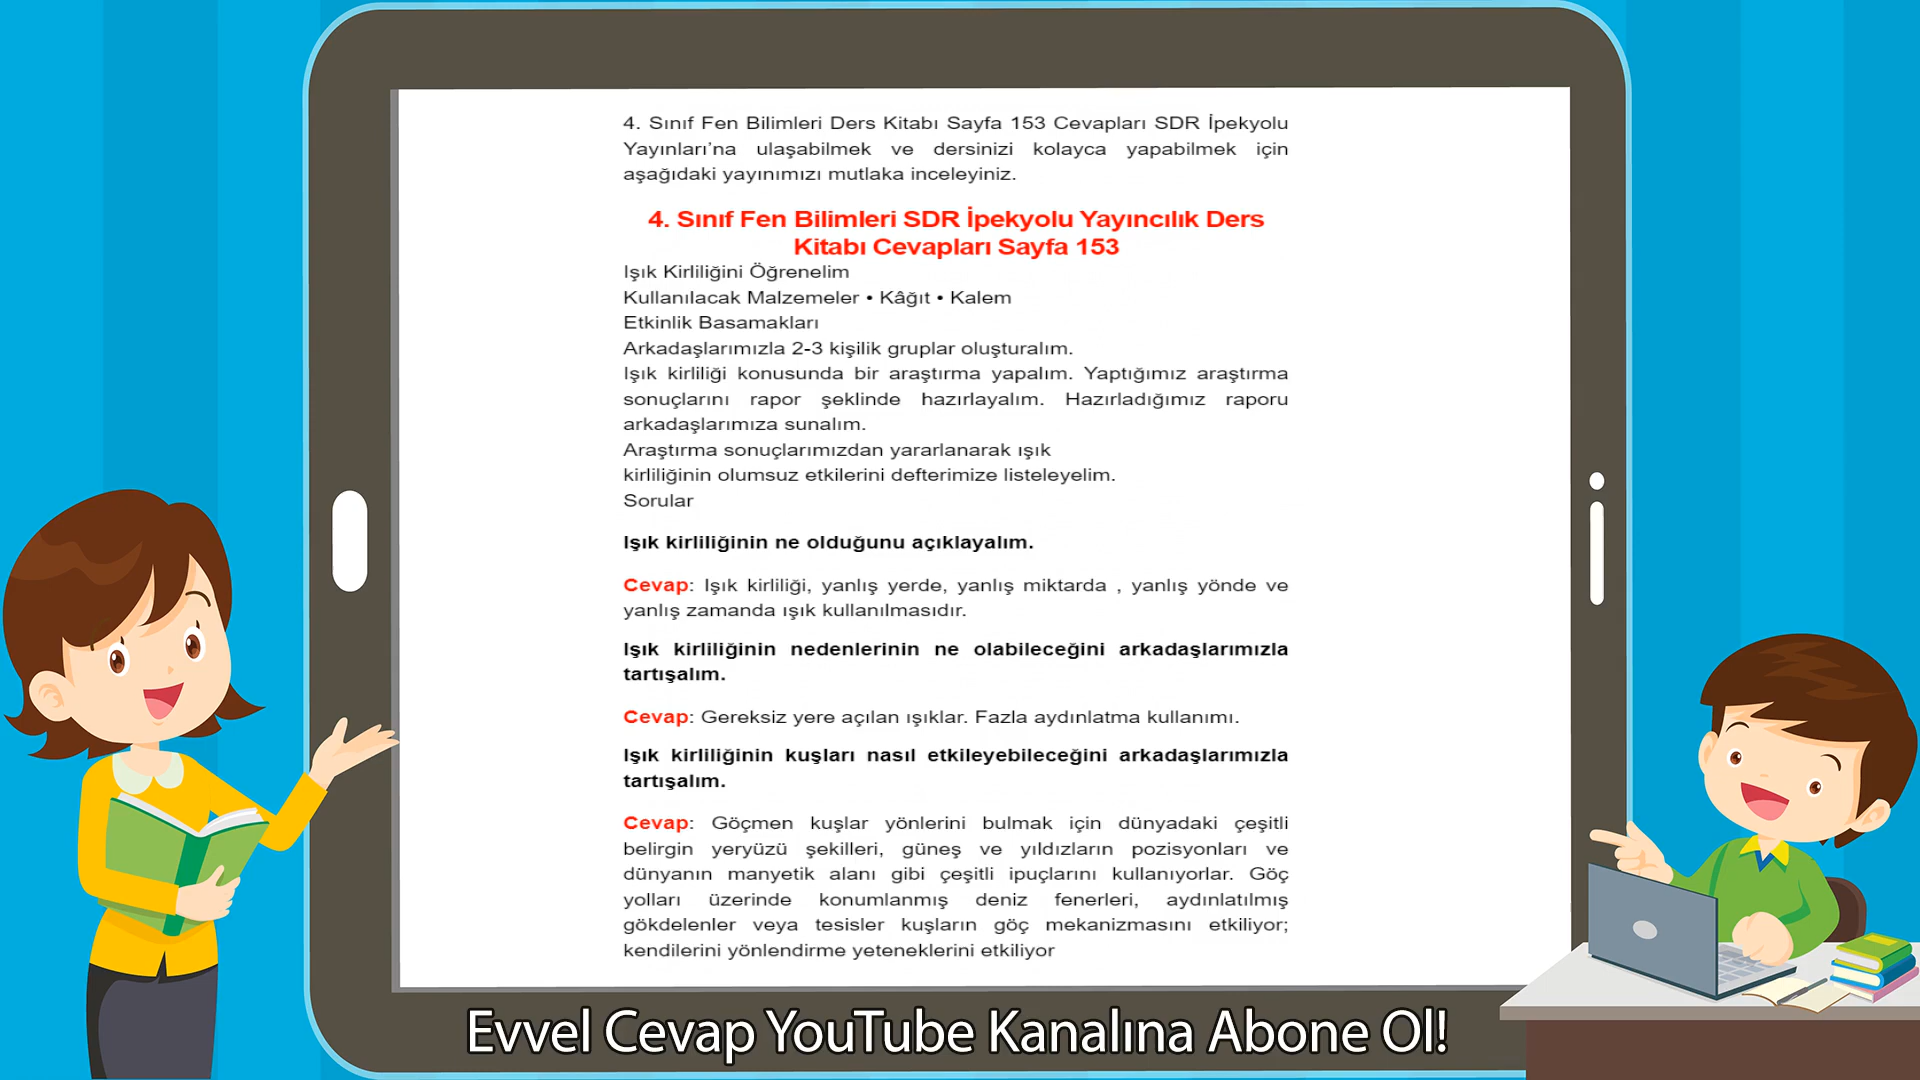 4. Sınıf Fen Bilimleri Ders Kitabı Sayfa 153 Cevapları SDR İpekyolu
Yayınları’na ulaşabilmek ve dersinizi kolayca yapabilmek için
aşağıdaki yayınımızı mutlaka inceleyiniz.
4. Sınıf Fen Bilimleri SDR İpekyolu Yayıncılık Ders
Kitabı Cevapları Sayfa 153
Işık Kirliliğini Öğrenelim
Kullanılacak Malzemeler • Kâğıt • Kalem
Etkinlik Basamakları
Arkadaşlarımızla 2-3 kişilik gruplar oluşturalım.
Işık kirliliği konusunda bir araştırma yapalım. Yaptığımız araştırma
sonuçlarını rapor şeklinde hazırlayalım. Hazırladığımız raporu
arkadaşlarımıza sunalım.
Araştırma sonuçlarımızdan yararlanarak ışık
kirliliğinin olumsuz etkilerini defterimize listeleyelim.
Sorular
Işık kirliliğinin ne olduğunu açıklayalım.
Cevap: Işık kirliliği, yanlış yerde, yanlış miktarda , yanlış yönde ve
yanlış zamanda ışık kullanılmasıdır.
Işık kirliliğinin nedenlerinin ne olabileceğini arkadaşlarımızla
tartışalım.
Cevap: Gereksiz yere açılan ışıklar. Fazla aydınlatma kullanımı.
Işık kirliliğinin kuşları nasıl etkileyebileceğini arkadaşlarımızla
tartışalım.
Cevap: Göçmen kuşlar yönlerini bulmak için dünyadaki çeşitli
belirgin yeryüzü şekilleri, güneş ve yıldızların pozisyonları ve
dünyanın manyetik alanı gibi çeşitli ipuçlarını kullanıyorlar. Göç
yolları üzerinde konumlanmış deniz fenerleri, aydınlatılmış
gökdelenler veya tesisler kuşların göç mekanizmasını etkiliyor;
kendilerini yönlendirme yeteneklerini etkiliyor
Evvel Cevap YouTube Kanalına Abone Ol!